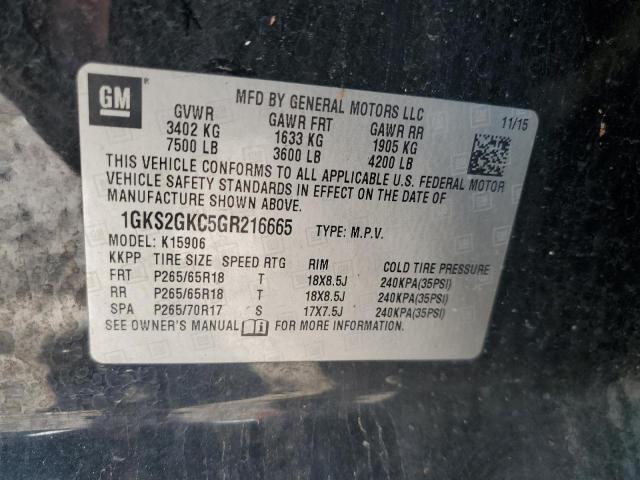 GM ®
MFD BY GENERAL MOTORS LLC
GVWR GAWR FRT GAWR RR 11/15
3402 KG 1633 KG 1905 KG
7500 LB 3600 LB 4200 LB
THIS VEHICLE CONFORMS TO ALL APPLICABLE U.S. FEDERAL MOTOR
VEHICLE SAFETY STANDARDS IN EFFECT ON THE DATE OF
MANUFACTURE SHOWN ABOVE.
1GKS2GKC5GR216665 TYPE: M.P.V.
MODEL: K15906
KKPP TIRE SIZE SPEED RTG RIM COLD TIRE PRESSURE
FRT P265/65R18 T 18X8.5J 240KPA(35PSI)
RR P265/65R18 T 18X8.5J 240KPA(35PSI)
SPA P265/70R17 S 17X7.5J 240KPA(35PSI)
SEE OWNER'S MANUAL FOR MORE INFORMATION